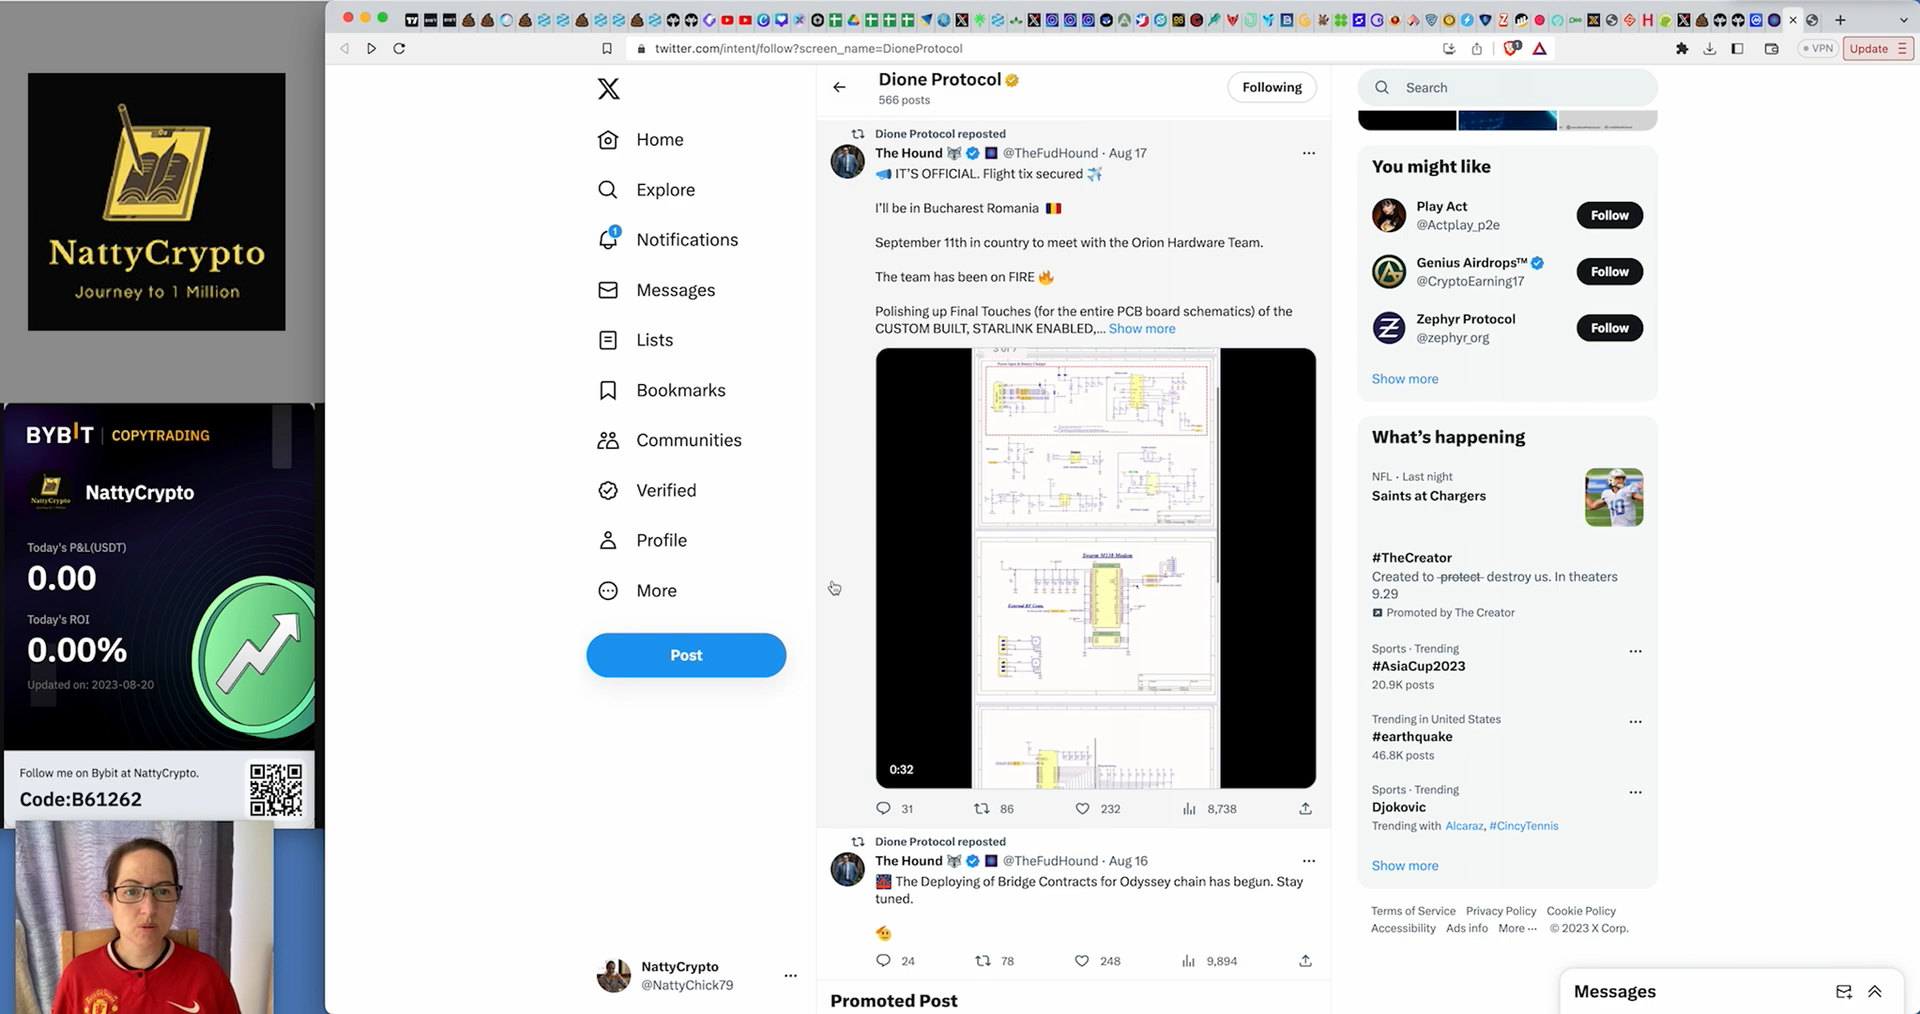 NattyCrypto
Journey to 1 Million
BYBIT | COPYTRADING
NattyCrypto
Today's P&L(USDT)
0.00
Today's ROI
0.00%
Updated on: 2023-08-20
Follow me on Bybit at NattyCrypto.
Code:B61262
twitter.com/intent/follow?screen_name=DioneProtocol
VPN
Update
Home
Explore
1
Notifications
Messages
Lists
Bookmarks
Communities
Verified
Profile
More
Post
NattyCrypto
@NattyChick79
Dione Protocol
566 posts
Following
Dione Protocol reposted
The Hound @TheFudHound · Aug 17
IT'S OFFICIAL. Flight tix secured
I'll be in Bucharest Romania
September 11th in country to meet with the Orion Hardware Team.
The team has been on FIRE
Polishing up Final Touches (for the entire PCB board schematics) of the
CUSTOM BUILT, STARLINK ENABLED,... Show more
Power Input & Battery Charger
Swarm M138 Modem
0:32
31 86 232 8,738
Dione Protocol reposted
The Hound @TheFudHound · Aug 16
The Deploying of Bridge Contracts for Odyssey chain has begun. Stay
tuned.
24 78 248 9,894
Promoted Post
Search
You might like
Play Act
@Actplay_p2e
Follow
Genius Airdrops™
@CryptoEarning17
Follow
Zephyr Protocol
@zephyr_org
Follow
Show more
What's happening
NFL · Last night
Saints at Chargers
#TheCreator
Created to protect destroy us. In theaters
9.29
Promoted by The Creator
Sports · Trending
#AsiaCup2023
20.9K posts
Trending in United States
#earthquake
46.8K posts
Sports · Trending
Djokovic
Trending with Alcaraz, #CincyTennis
Show more
Terms of Service Privacy Policy Cookie Policy
Accessibility Ads info More ··· © 2023 X Corp.
Messages